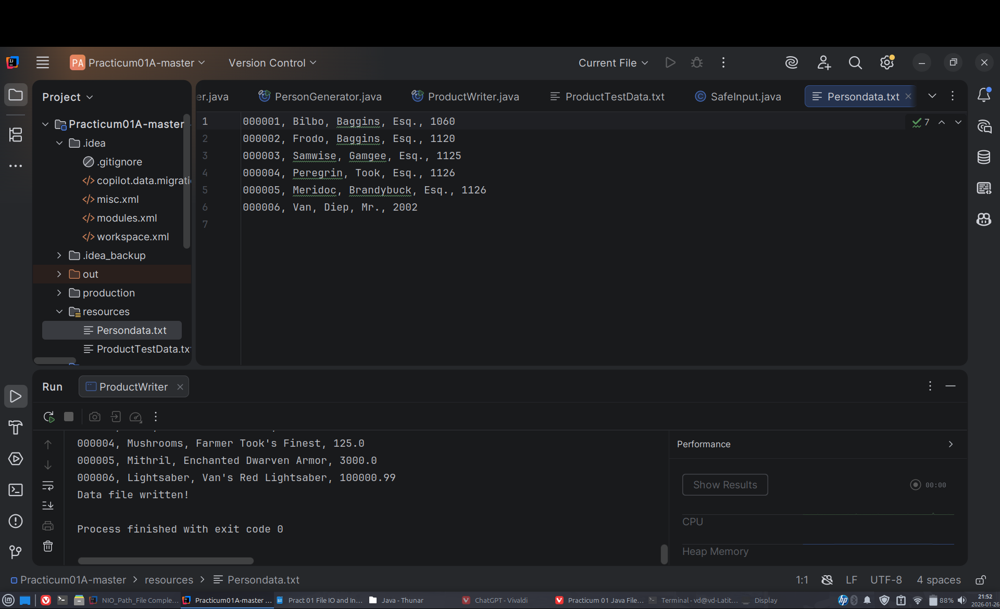 PA Practicum01A-master Version Control Current File
Project
er.java PersonGenerator.java ProductWriter.java ProductTestData.txt SafeInput.java Persondata.txt
Practicum01A-master
.idea
.gitignore
copilot.data.migrati
misc.xml
modules.xml
workspace.xml
.idea_backup
out
production
resources
Persondata.txt
ProductTestData.tx
1 000001, Bilbo, Baggins, Esq., 1060
2 000002, Frodo, Baggins, Esq., 1120
3 000003, Samwise, Gamgee, Esq., 1125
4 000004, Peregrin, Took, Esq., 1126
5 000005, Meridoc, Brandybuck, Esq., 1126
6 000006, Van, Diep, Mr., 2002
7
7
Run ProductWriter
000004, Mushrooms, Farmer Took's Finest, 125.0
000005, Mithril, Enchanted Dwarven Armor, 3000.0
000006, Lightsaber, Van's Red Lightsaber, 100000.99
Data file written!
Process finished with exit code 0
Performance
Show Results 00:00
CPU
Heap Memory
Practicum01A-master > resources > Persondata.txt 1:1 LF UTF-8 4 spaces
NIO_Path_File Comple... Practicum01A-master ... Pract 01 File IO and In... Java - Thunar ChatGPT - Vivaldi Practicum 01 Java File... Terminal - vd@vd-Latit... Display 88% 21:52
2026-01-26